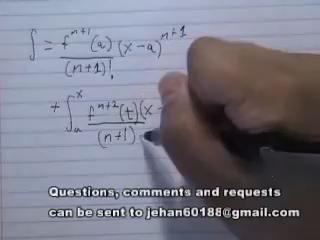 ∫ = f^{n+1}(a)/(n+1)! (x-a)^{n+1}
+ ∫_a^x f^{n+2}(t)(x - /(n+1)
Questions, comments and requests
can be sent to jehan60188@gmail.com